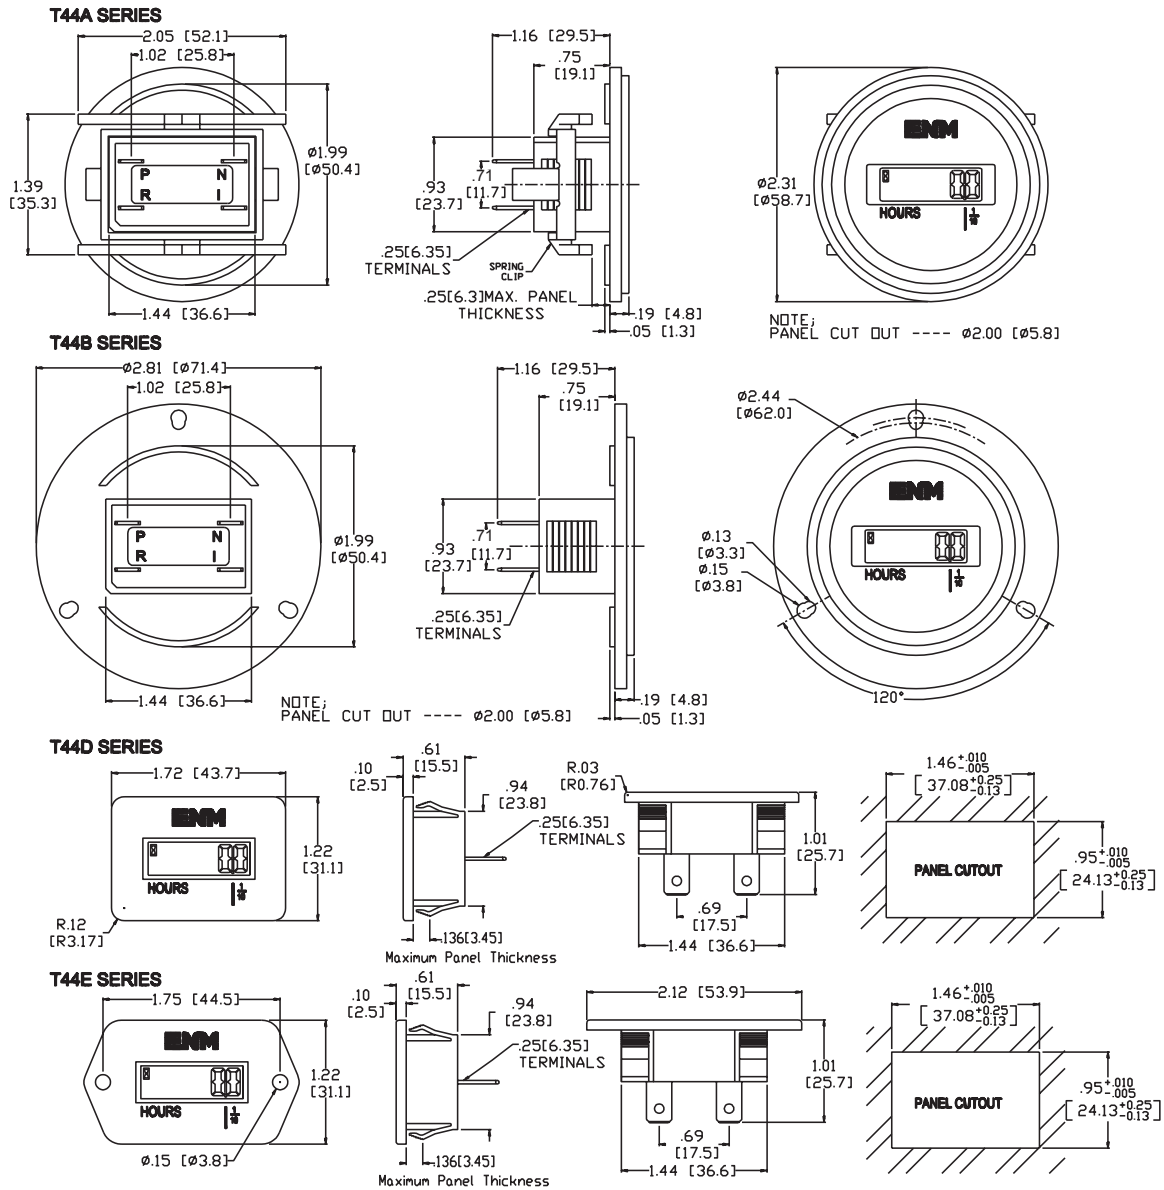 T44A SERIES
2.05 [52.1]
1.02 [25.8]
P N
R I
1.39
[35.3]
ø1.99
[ø50.4]
1.44 [36.6]
1.16 [29.5]
.75
[19.1]
.93
[23.7]
.71
[11.7]
.25[6.35]
TERMINALS
SPRING
CLIP
.25[6.3]MAX. PANEL
THICKNESS
.19 [4.8]
.05 [1.3]
ø2.31
[ø58.7]
ENM
HOURS
1/10
NOTE;
PANEL CUT OUT ---- ø2.00 [ø5.8]
T44B SERIES
ø2.81 [ø71.4]
1.02 [25.8]
P N
R I
ø1.99
[ø50.4]
1.44 [36.6]
NOTE;
PANEL CUT OUT ---- ø2.00 [ø5.8]
1.16 [29.5]
.75
[19.1]
.93
[23.7]
.71
[11.7]
.25[6.35]
TERMINALS
.19 [4.8]
.05 [1.3]
ø2.44
[ø62.0]
ENM
HOURS
1/10
ø.13
[ø3.3]
ø.15
[ø3.8]
120°
T44D SERIES
1.72 [43.7]
ENM
HOURS
1/10
1.22
[31.1]
R.12
[R3.17]
.61
[15.5]
.10
[2.5]
.94
[23.8]
.25[6.35]
TERMINALS
.136[3.45]
Maximum Panel Thickness
R.03
[R0.76]
1.01
[25.7]
.69
[17.5]
1.44 [36.6]
1.46 +.010 -.005
[37.08 +0.25 -0.13]
PANEL CUTOUT
.95 +.010 -.005
[24.13 +0.25 -0.13]
T44E SERIES
1.75 [44.5]
ENM
HOURS
1/10
1.22
[31.1]
ø.15 [ø3.8]
.61
[15.5]
.10
[2.5]
.94
[23.8]
.25[6.35]
TERMINALS
.136[3.45]
Maximum Panel Thickness
2.12 [53.9]
1.01
[25.7]
.69
[17.5]
1.44 [36.6]
1.46 +.010 -.005
[37.08 +0.25 -0.13]
PANEL CUTOUT
.95 +.010 -.005
[24.13 +0.25 -0.13]